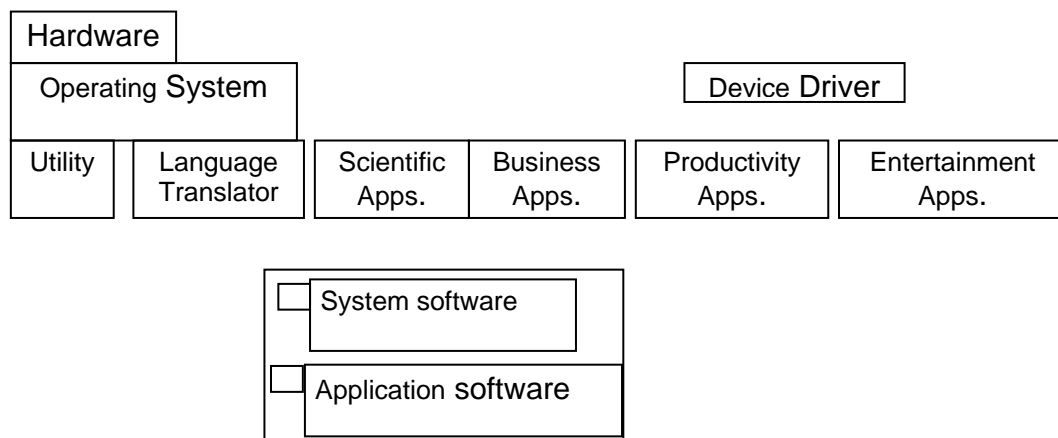 Hardware
Operating System
Device Driver
Utility
Language
Translator
Scientific
Apps.
Business
Apps.
Productivity
Apps.
Entertainment
Apps.
System software
Application software